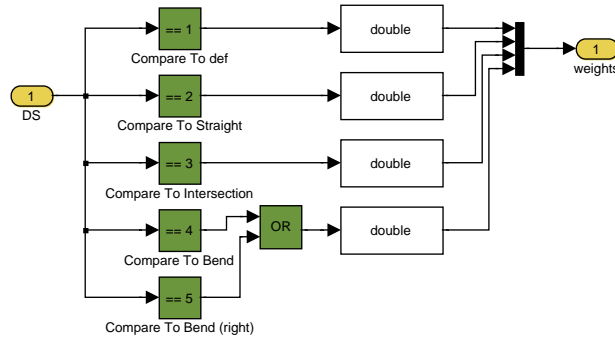 == 1
double
Compare To def
1
DS
1
weights
== 2
double
Compare To Straight
== 3
double
Compare To Intersection
== 4
OR
double
Compare To Bend
== 5
Compare To Bend (right)